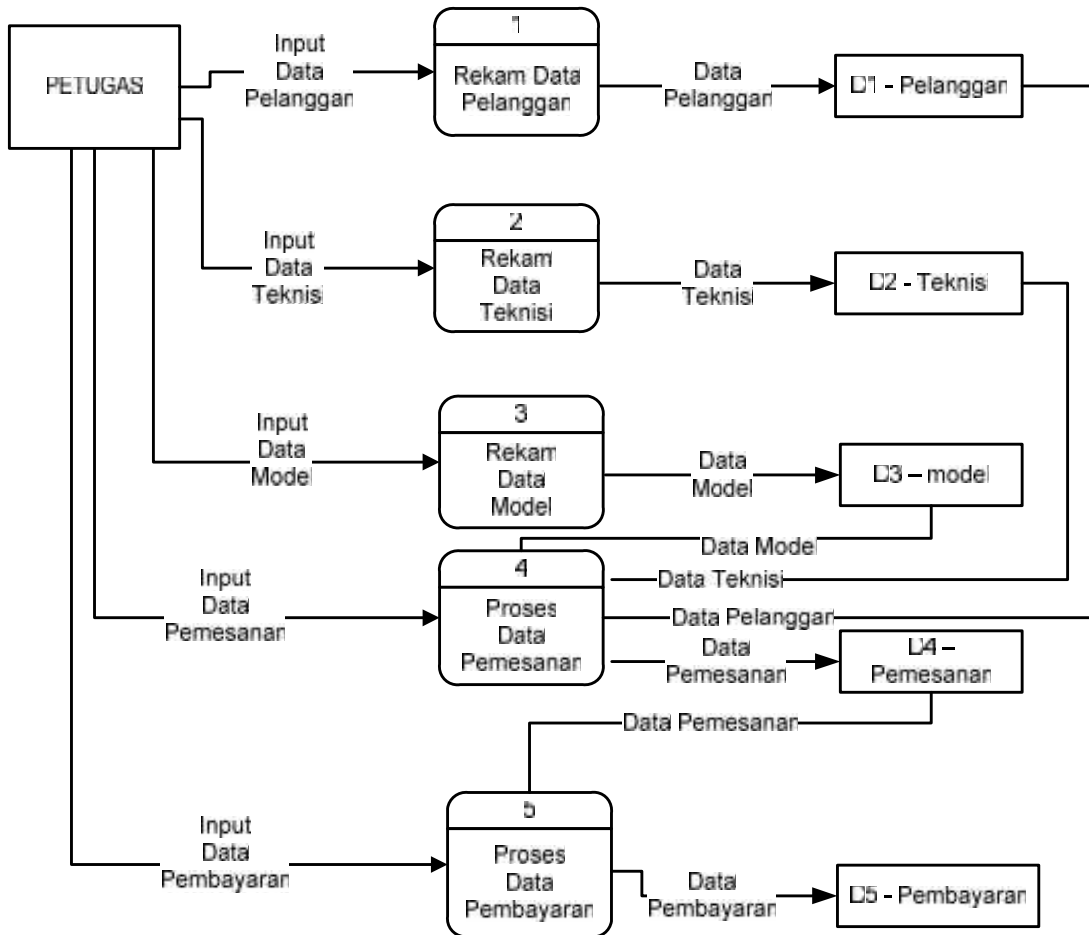 PETUGAS
Input
Data
Pelanggan
1
Rekam Data
Pelanggan
Data
Pelanggan
D1 - Pelanggan
Input
Data
Teknisi
2
Rekam
Data
Teknisi
Data
Teknisi
D2 - Teknisi
Input
Data
Model
3
Rekam
Data
Model
Data
Model
D3 – model
Data Model
Input
Data
Pemesanan
4
Proses
Data
Pemesanan
Data Teknisi
Data Pelanggan
Data
Pemesanan
D4 –
Pemesanan
Data Pemesanan
Input
Data
Pembayaran
5
Proses
Data
Pembayaran
Data
Pembayaran
D5 - Pembayaran